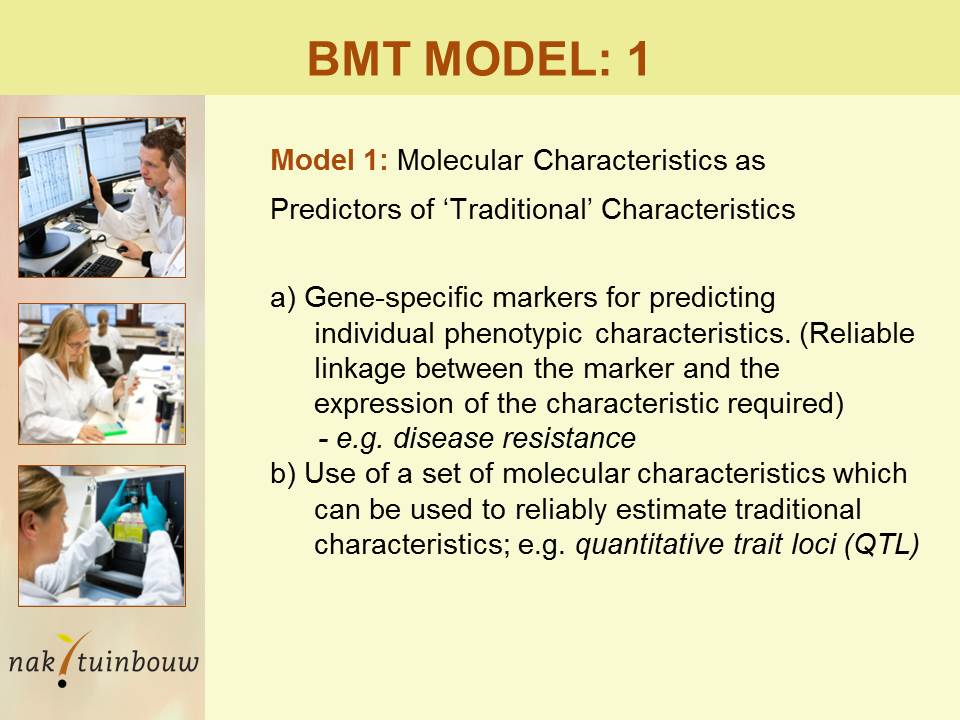 BMT MODEL: 1
Model 1: Molecular Characteristics as
Predictors of ‘Traditional’ Characteristics
a) Gene-specific markers for predicting
individual phenotypic characteristics. (Reliable
linkage between the marker and the
expression of the characteristic required)
- e.g. disease resistance
b) Use of a set of molecular characteristics which
can be used to reliably estimate traditional
characteristics; e.g. quantitative trait loci (QTL)
nak tuinbouw